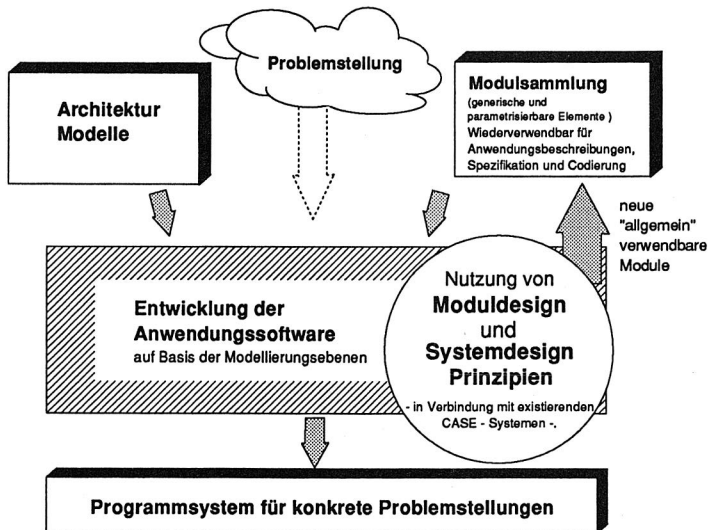 Problemstellung
Architektur
Modelle
Modulsammlung
(generische und
parametrisierbare Elemente )
Wiederverwendbar für
Anwendungsbeschreibungen,
Spezifikation und Codierung
neue
"allgemein"
verwendbare
Module
Entwicklung der
Anwendungssoftware
auf Basis der Modellierungsebenen
Nutzung von
Moduldesign
und
Systemdesign
Prinzipien
- in Verbindung mit existierenden
CASE - Systemen -.
Programmsystem für konkrete Problemstellungen